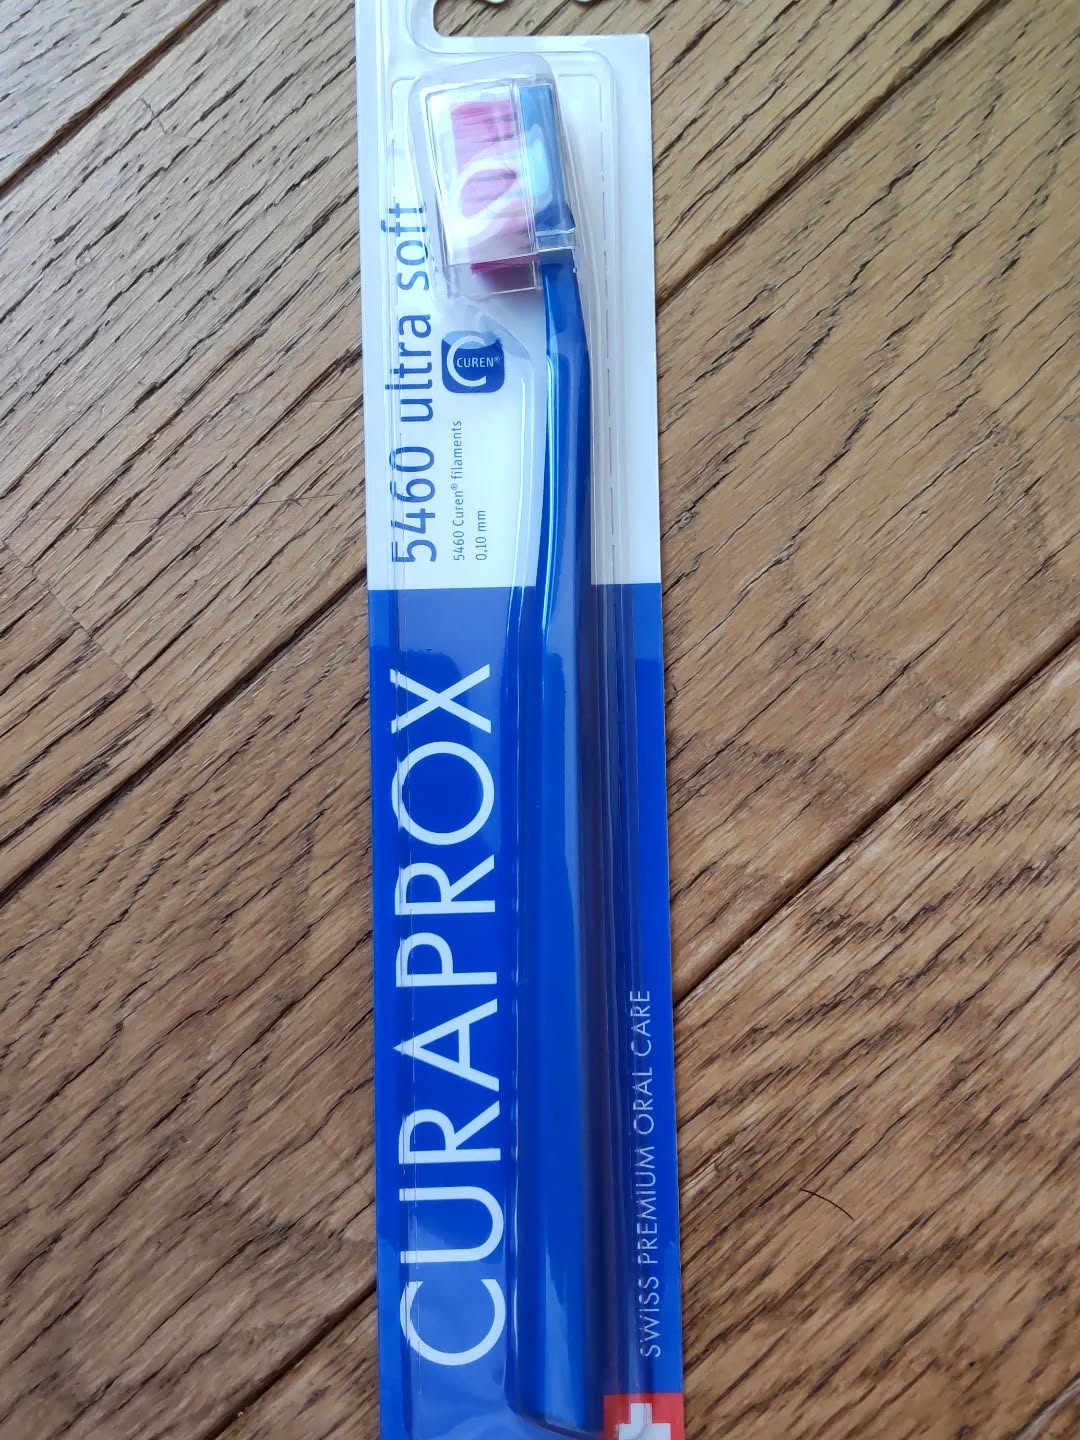 5460 ultra soft
CUREN®
5460 Curen® filaments
0,10 mm
CURAPROX
SWISS PREMIUM ORAL CARE